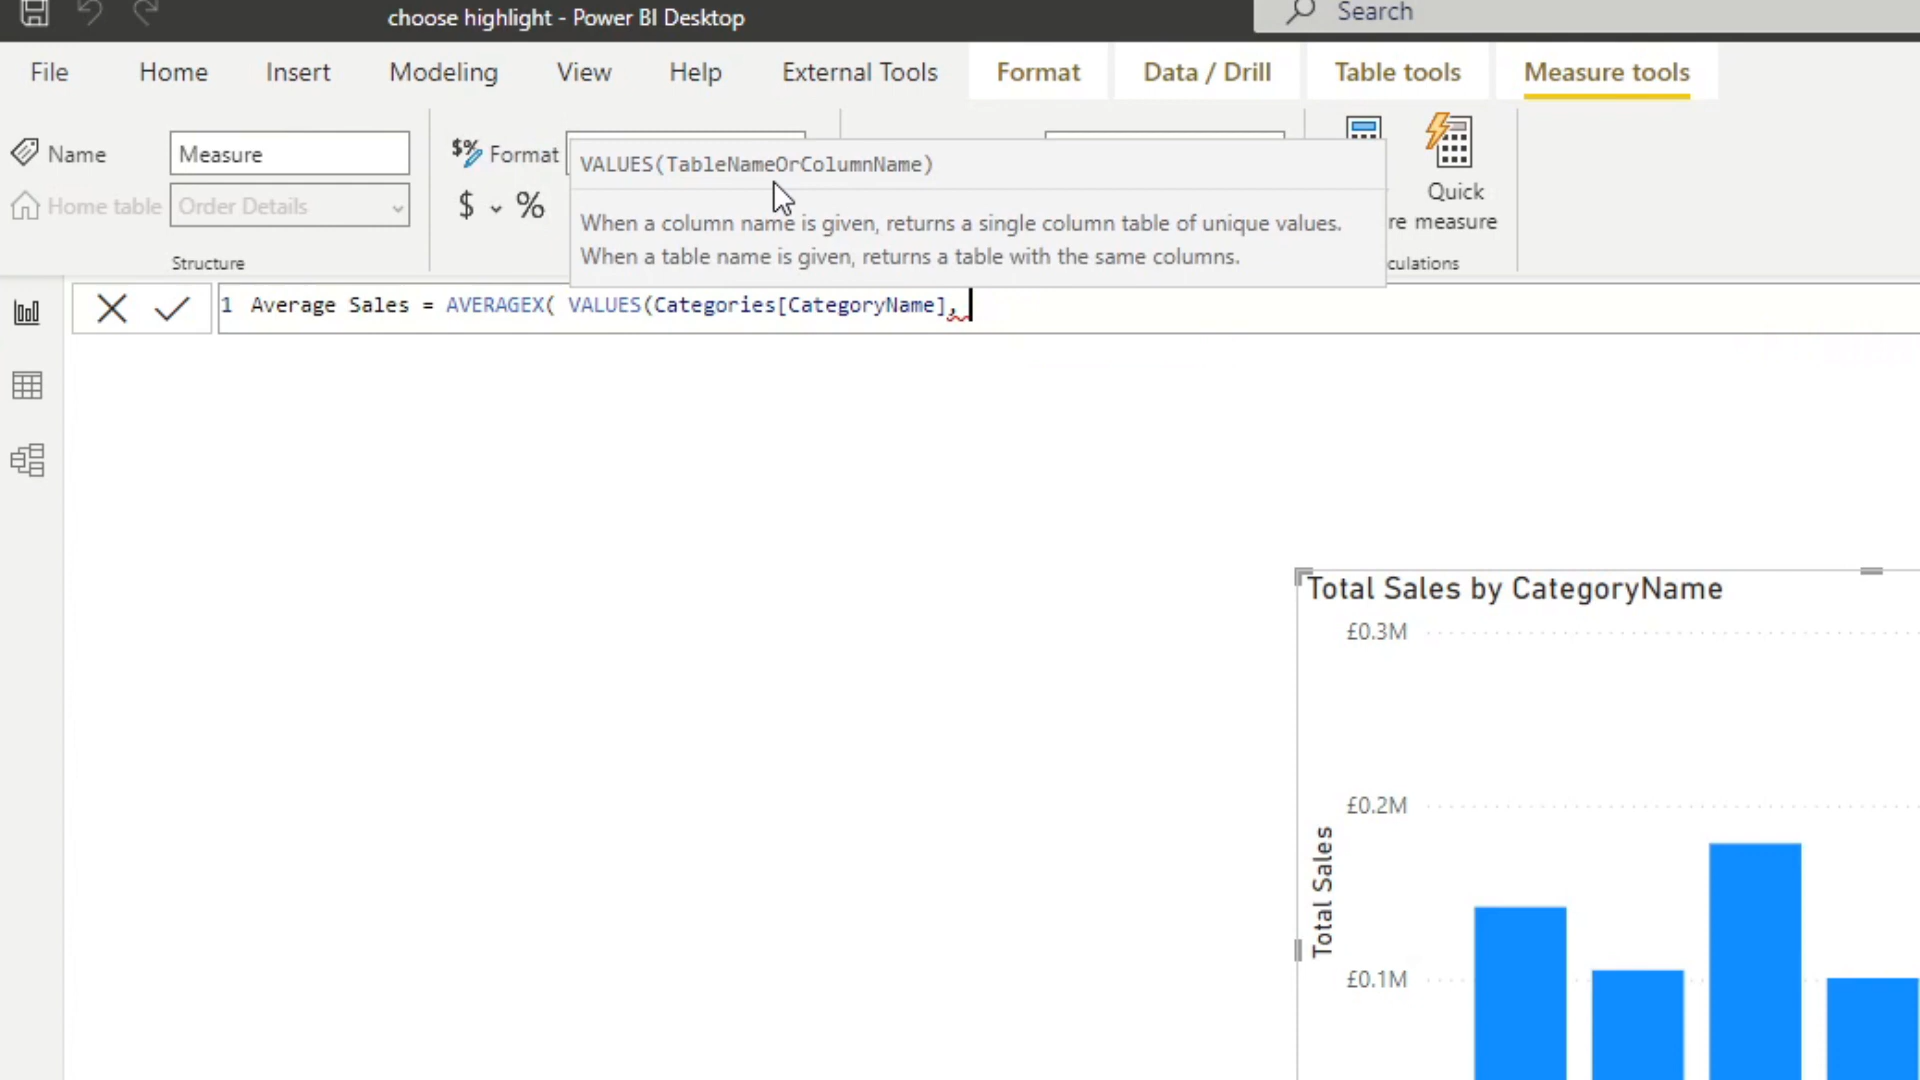 choose highlight - Power BI Desktop
Search
File Home Insert Modeling View Help External Tools Format Data / Drill Table tools Measure tools
Name Measure
$% Format
Home table Order Details
$ %
Structure
VALUES(TableNameOrColumnName)
When a column name is given, returns a single column table of unique values.
When a table name is given, returns a table with the same columns.
Quick
re measure
culations
1 Average Sales = AVERAGEX( VALUES(Categories[CategoryName],
Total Sales by CategoryName
£0.3M
£0.2M
£0.1M
Total Sales